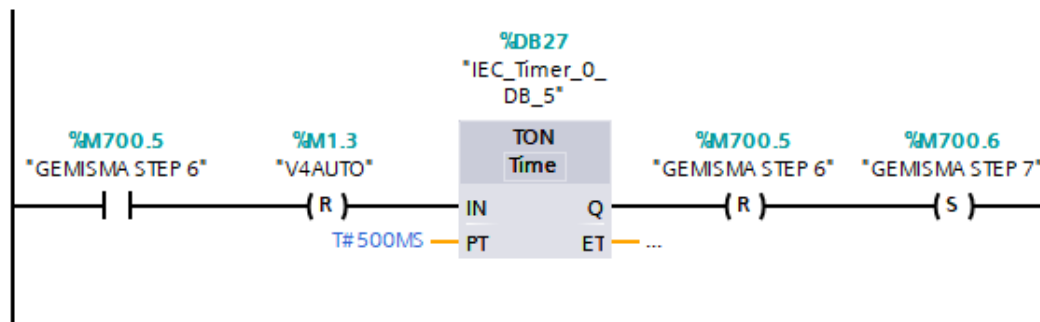 %DB27
"IEC_Timer_0_
DB_5"
%M700.5
"GEMISMA STEP 6"
%M1.3
"V4AUTO"
TON
Time
%M700.5
"GEMISMA STEP 6"
%M700.6
"GEMISMA STEP 7"
R
IN
Q
R
S
T#500MS
PT
ET
...